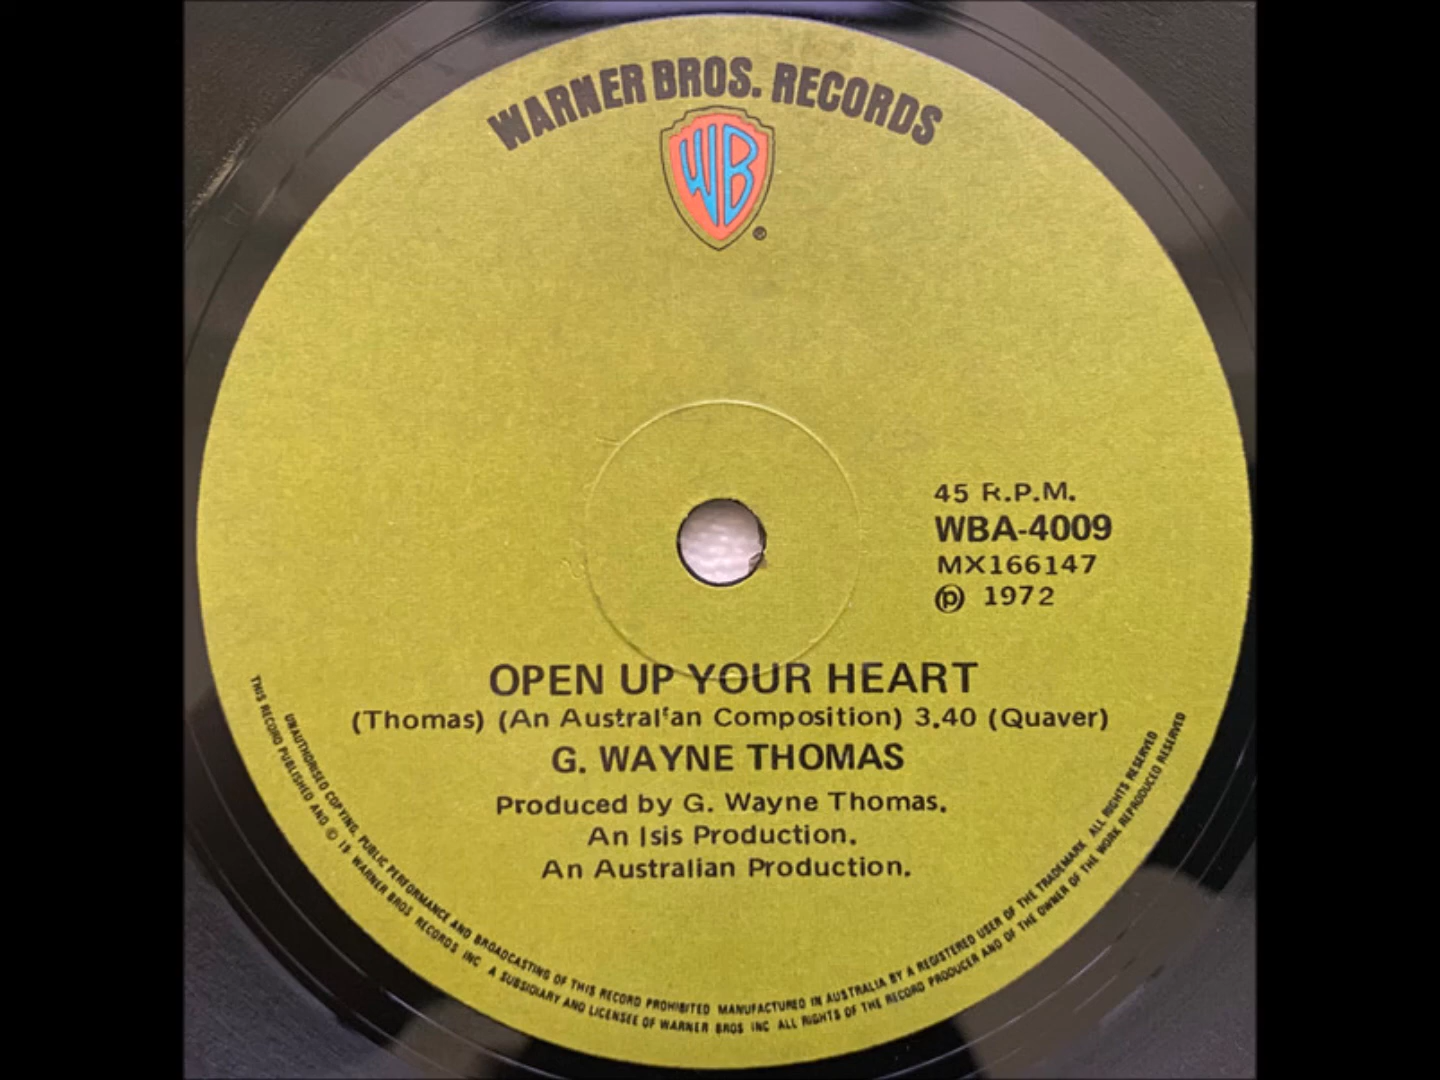 WARNER BROS. RECORDS
WB
®
45 R.P.M.
WBA-4009
MX166147
℗ 1972
OPEN UP YOUR HEART
(Thomas) (An Australian Composition) 3.40 (Quaver)
G. WAYNE THOMAS
Produced by G. Wayne Thomas.
An Isis Production.
An Australian Production.
UNAUTHORISED COPYING, PUBLIC PERFORMANCE AND BROADCASTING OF THIS RECORD PROHIBITED MANUFACTURED IN AUSTRALIA BY A REGISTERED USER OF THE TRADEMARK ALL RIGHTS RESERVED
THIS RECORD PUBLISHED AND © 19 WARNER BROS RECORDS INC A SUBSIDIARY AND LICENSEE OF WARNER BROS INC ALL RIGHTS OF THE RECORD PRODUCER AND OF THE OWNER OF THE WORK REPRODUCED RESERVED